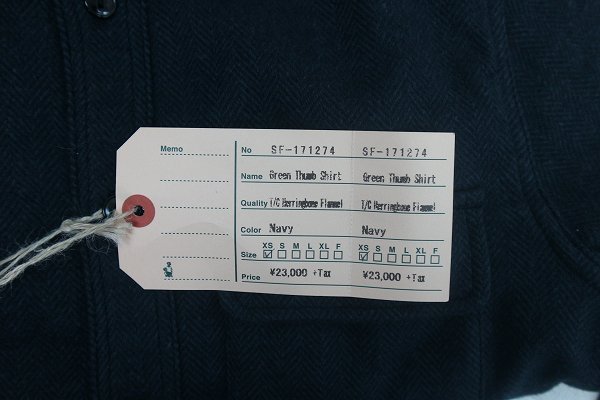 Memo
No SF-171274 SF-171274
Name Green Thumb Shirt Green Thumb Shirt
Quality T/C Herringbone Flannel T/C Herringbone Flannel
Color Navy Navy
XS S M L XL F XS S M L XL F
Size
Price ¥23,000 +Tax ¥23,000 +Tax